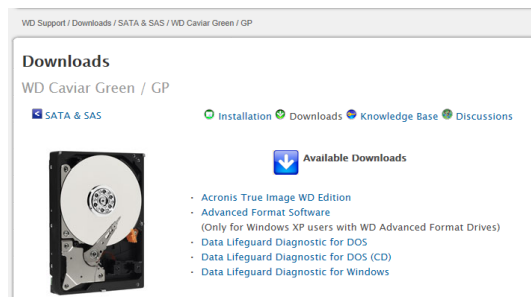 WD Support / Downloads / SATA & SAS / WD Caviar Green / GP
Downloads
WD Caviar Green / GP
SATA & SAS
Installation Downloads Knowledge Base Discussions
Available Downloads
· Acronis True Image WD Edition
· Advanced Format Software
(Only for Windows XP users with WD Advanced Format Drives)
· Data Lifeguard Diagnostic for DOS
· Data Lifeguard Diagnostic for DOS (CD)
· Data Lifeguard Diagnostic for Windows